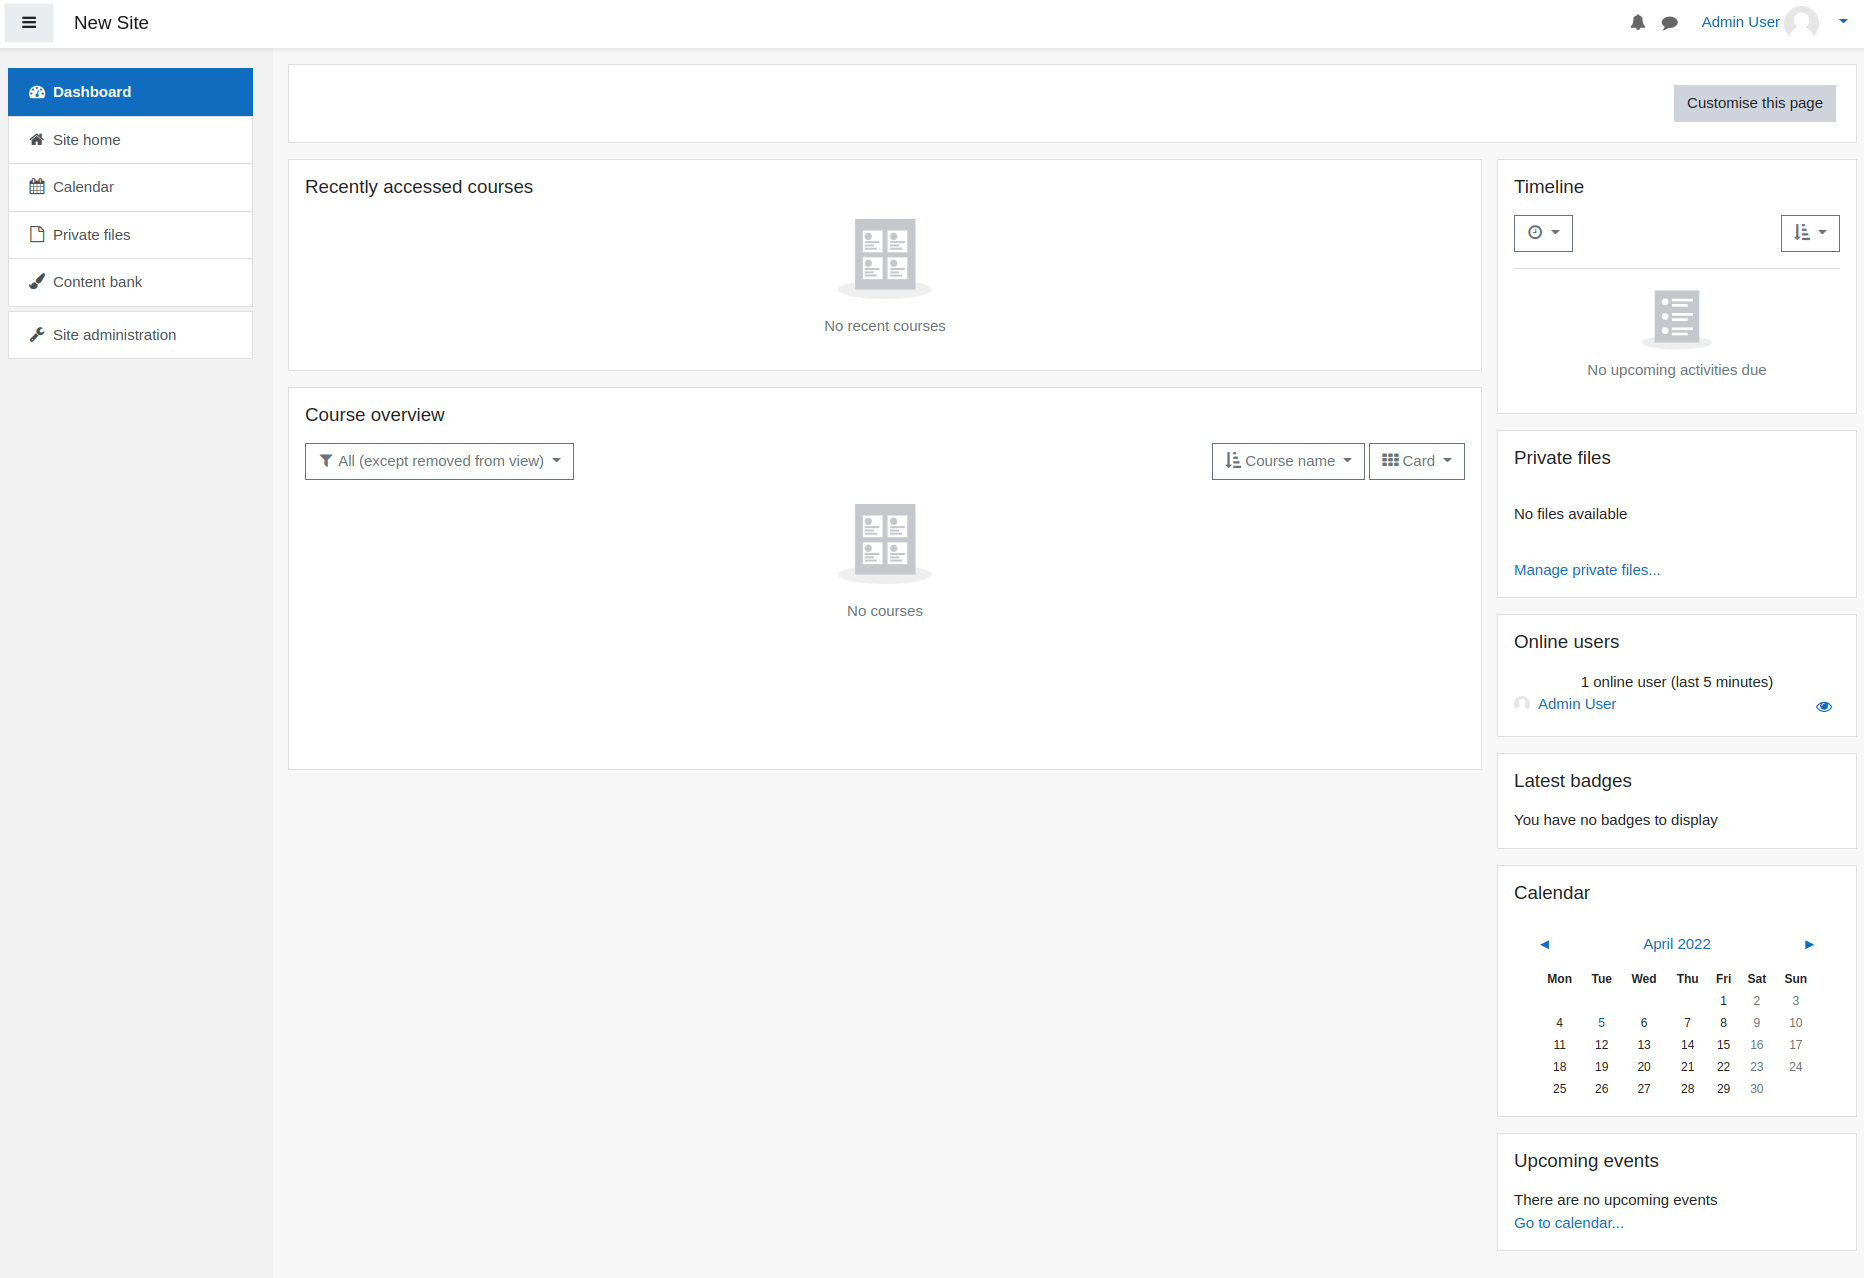 New Site
Admin User
Dashboard
Site home
Calendar
Private files
Content bank
Site administration
Customise this page
Recently accessed courses
No recent courses
Course overview
All (except removed from view)
Course name
Card
No courses
Timeline
No upcoming activities due
Private files
No files available
Manage private files...
Online users
1 online user (last 5 minutes)
Admin User
Latest badges
You have no badges to display
Calendar
◄ April 2022 ►
Mon Tue Wed Thu Fri Sat Sun
1 2 3
4 5 6 7 8 9 10
11 12 13 14 15 16 17
18 19 20 21 22 23 24
25 26 27 28 29 30
Upcoming events
There are no upcoming events
Go to calendar...